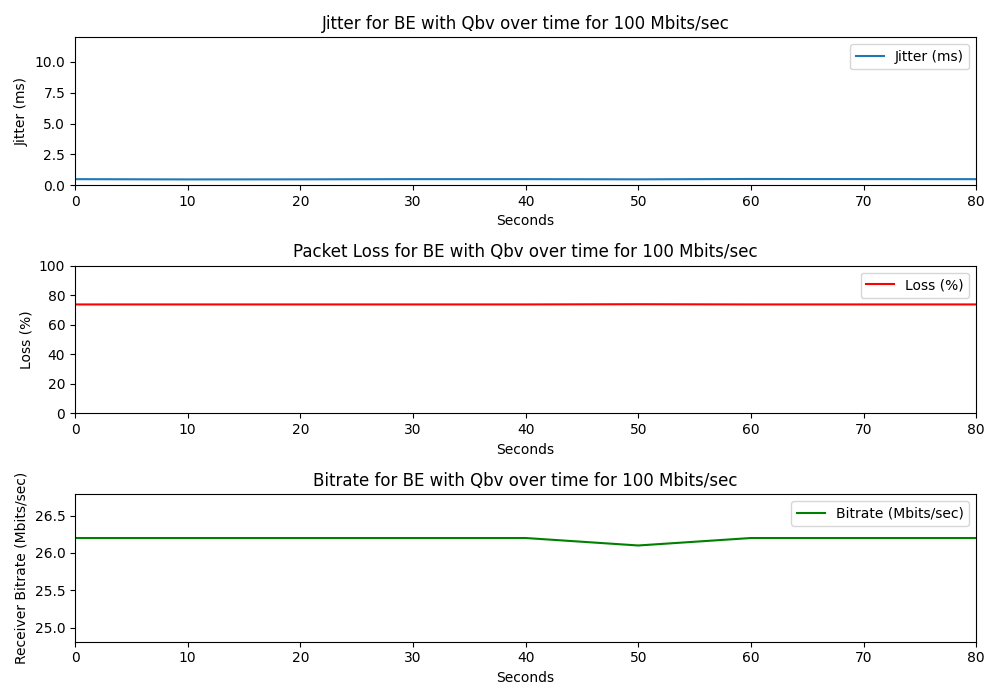 Jitter for BE with Qbv over time for 100 Mbits/sec
Jitter (ms)
10.0
7.5
5.0
2.5
0.0
Jitter (ms)
0 10 20 30 40 50 60 70 80
Seconds
Packet Loss for BE with Qbv over time for 100 Mbits/sec
Loss (%)
100
80
60
40
20
0
Loss (%)
0 10 20 30 40 50 60 70 80
Seconds
Bitrate for BE with Qbv over time for 100 Mbits/sec
Receiver Bitrate (Mbits/sec)
26.5
26.0
25.5
25.0
Bitrate (Mbits/sec)
0 10 20 30 40 50 60 70 80
Seconds